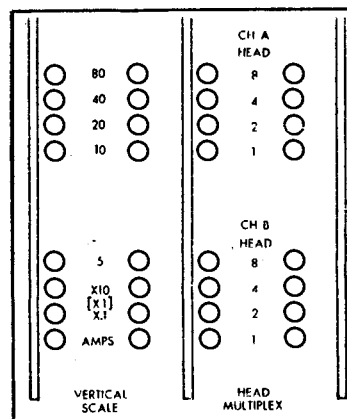 CH A
HEAD
80
40
20
10
8
4
2
1
5
X10
[X1]
X.1
AMPS
CH B
HEAD
8
4
2
1
VERTICAL
SCALE
HEAD
MULTIPLEX